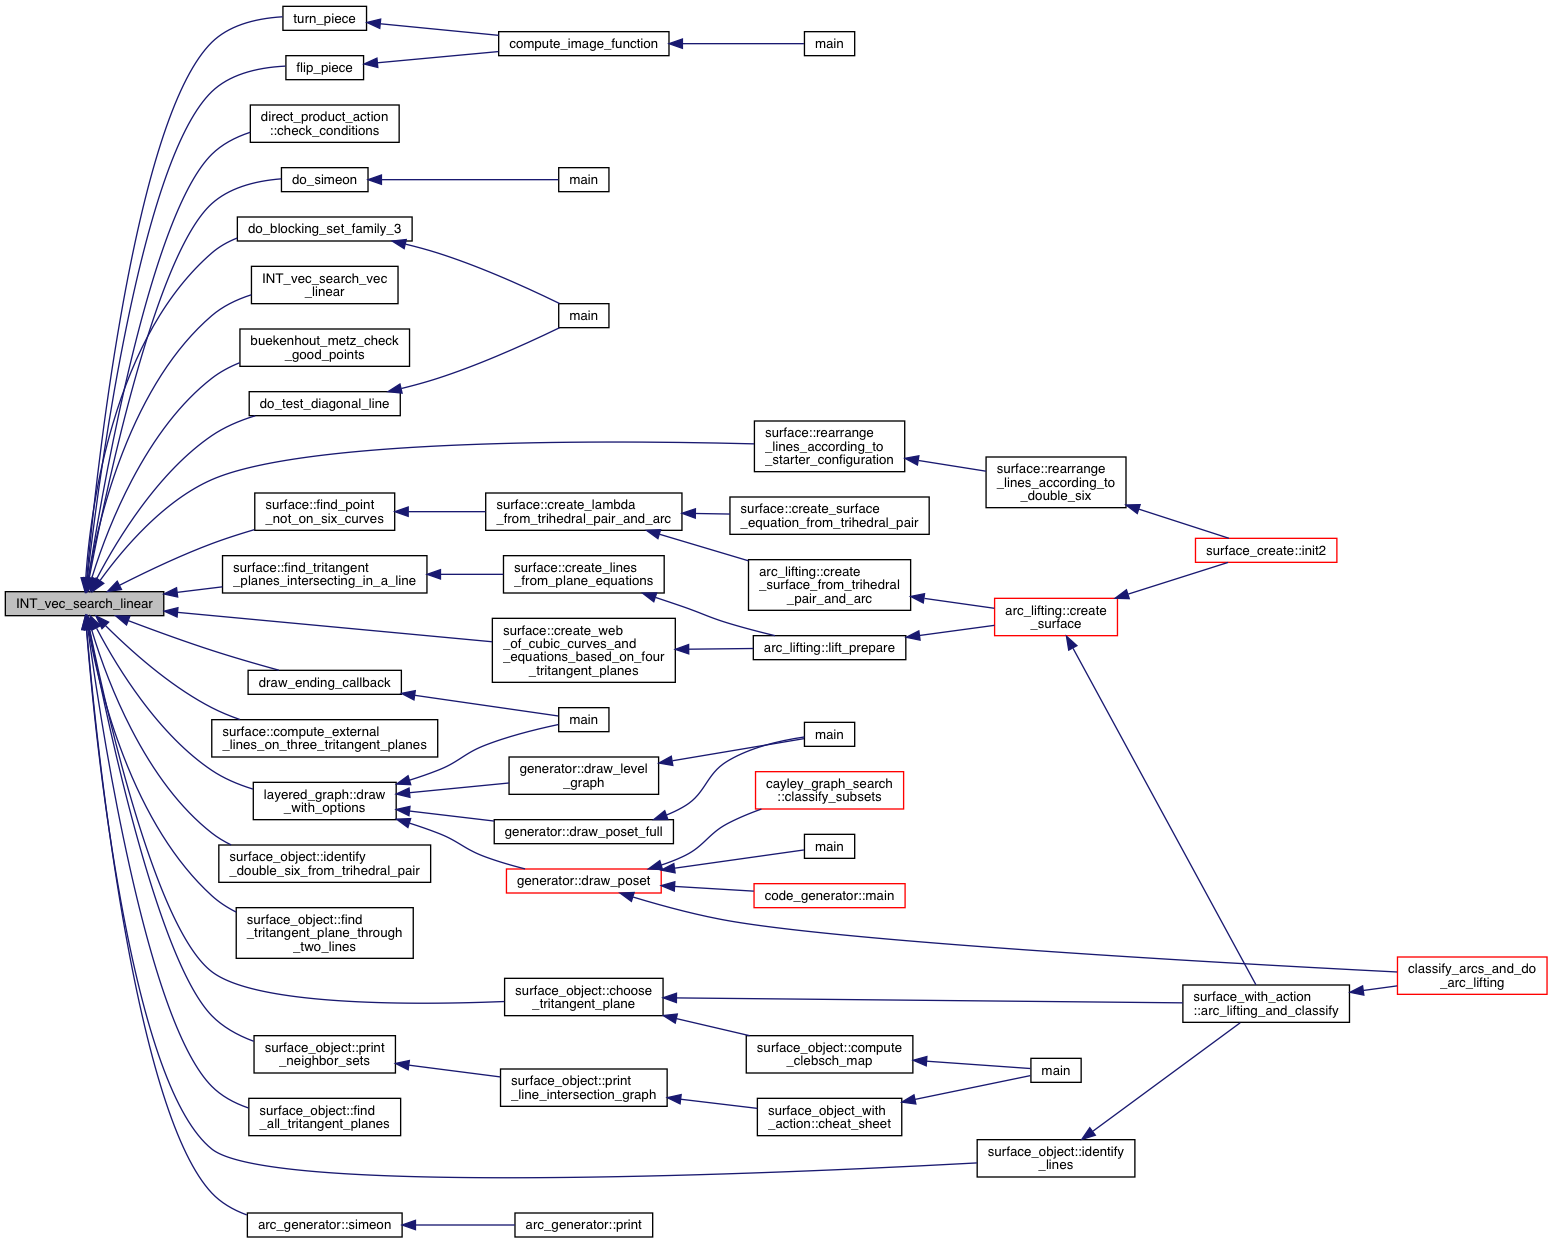 turn_piece
compute_image_function
main
flip_piece
direct_product_action
::check_conditions
do_simeon
main
do_blocking_set_family_3
INT_vec_search_vec
_linear
main
buekenhout_metz_check
_good_points
do_test_diagonal_line
surface::rearrange
_lines_according_to
_starter_configuration
surface::rearrange
_lines_according_to
_double_six
surface::find_point
_not_on_six_curves
surface::create_lambda
_from_trihedral_pair_and_arc
surface::create_surface
_equation_from_trihedral_pair
surface_create::init2
surface::find_tritangent
_planes_intersecting_in_a_line
surface::create_lines
_from_plane_equations
arc_lifting::create
_surface_from_trihedral
_pair_and_arc
INT_vec_search_linear
arc_lifting::create
_surface
surface::create_web
_of_cubic_curves_and
_equations_based_on_four
_tritangent_planes
arc_lifting::lift_prepare
draw_ending_callback
main
surface::compute_external
_lines_on_three_tritangent_planes
main
generator::draw_level
_graph
layered_graph::draw
_with_options
cayley_graph_search
::classify_subsets
generator::draw_poset_full
main
surface_object::identify
_double_six_from_trihedral_pair
generator::draw_poset
code_generator::main
surface_object::find
_tritangent_plane_through
_two_lines
classify_arcs_and_do
_arc_lifting
surface_object::choose
_tritangent_plane
surface_with_action
::arc_lifting_and_classify
surface_object::print
_neighbor_sets
surface_object::compute
_clebsch_map
main
surface_object::print
_line_intersection_graph
surface_object::find
_all_tritangent_planes
surface_object_with
_action::cheat_sheet
surface_object::identify
_lines
arc_generator::simeon
arc_generator::print